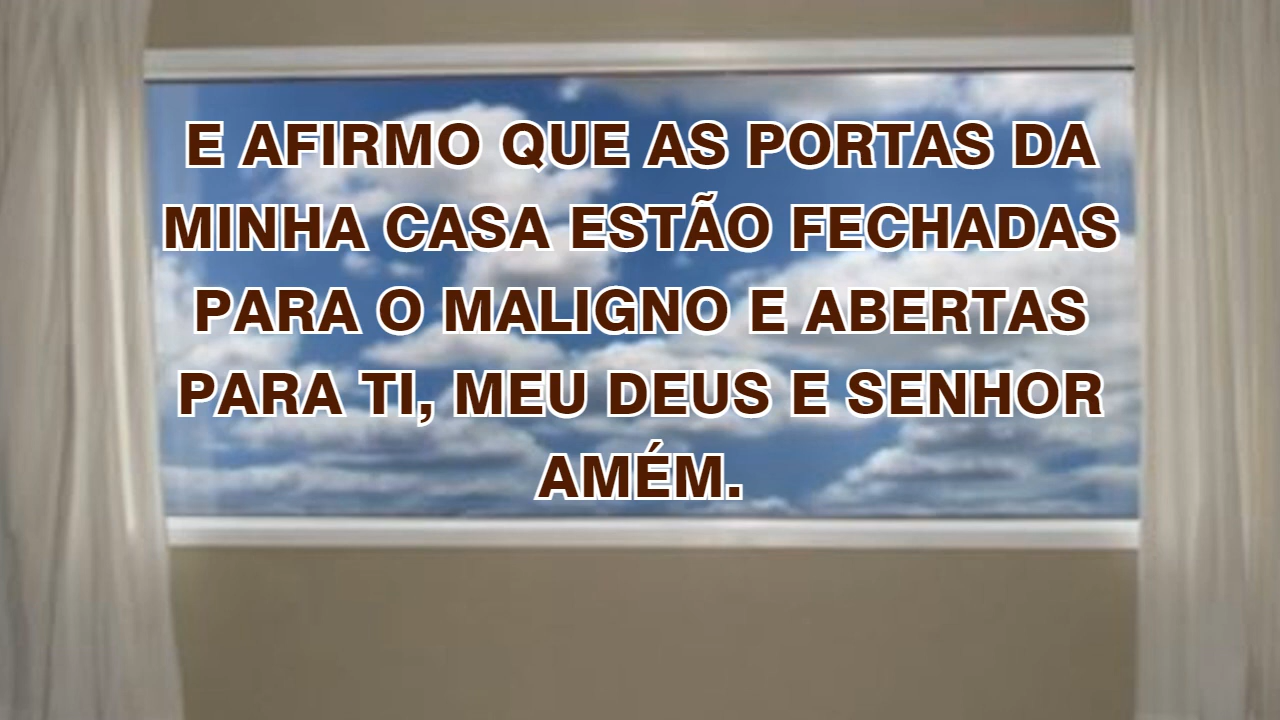 E AFIRMO QUE AS PORTAS DA
MINHA CASA ESTÃO FECHADAS
PARA O MALIGNO E ABERTAS
PARA TI, MEU DEUS E SENHOR
AMÉM.